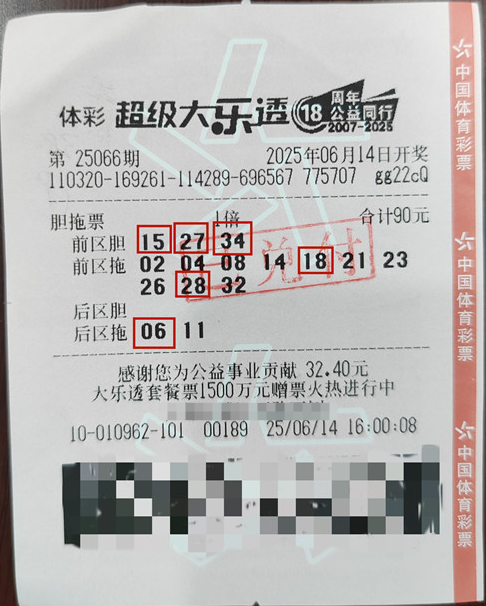 体彩 超级大乐透 18 周年
公益同行
2007-2025
第 25066期 2025年06月14日开奖
110320-169261-114289-696567 775707 gg22cQ
胆拖票 1倍 合计90元
前区胆 15 27 34
前区拖 02 04 08 14 18 21 23
26 28 32
已兑付
后区胆
后区拖 06 11
感谢您为公益事业贡献 32.40元
大乐透套餐票1500万元赠票火热进行中
10-010962-101 00189 25/06/14 16:00:08
中国体育彩票
中国体育彩票
中国体育彩票